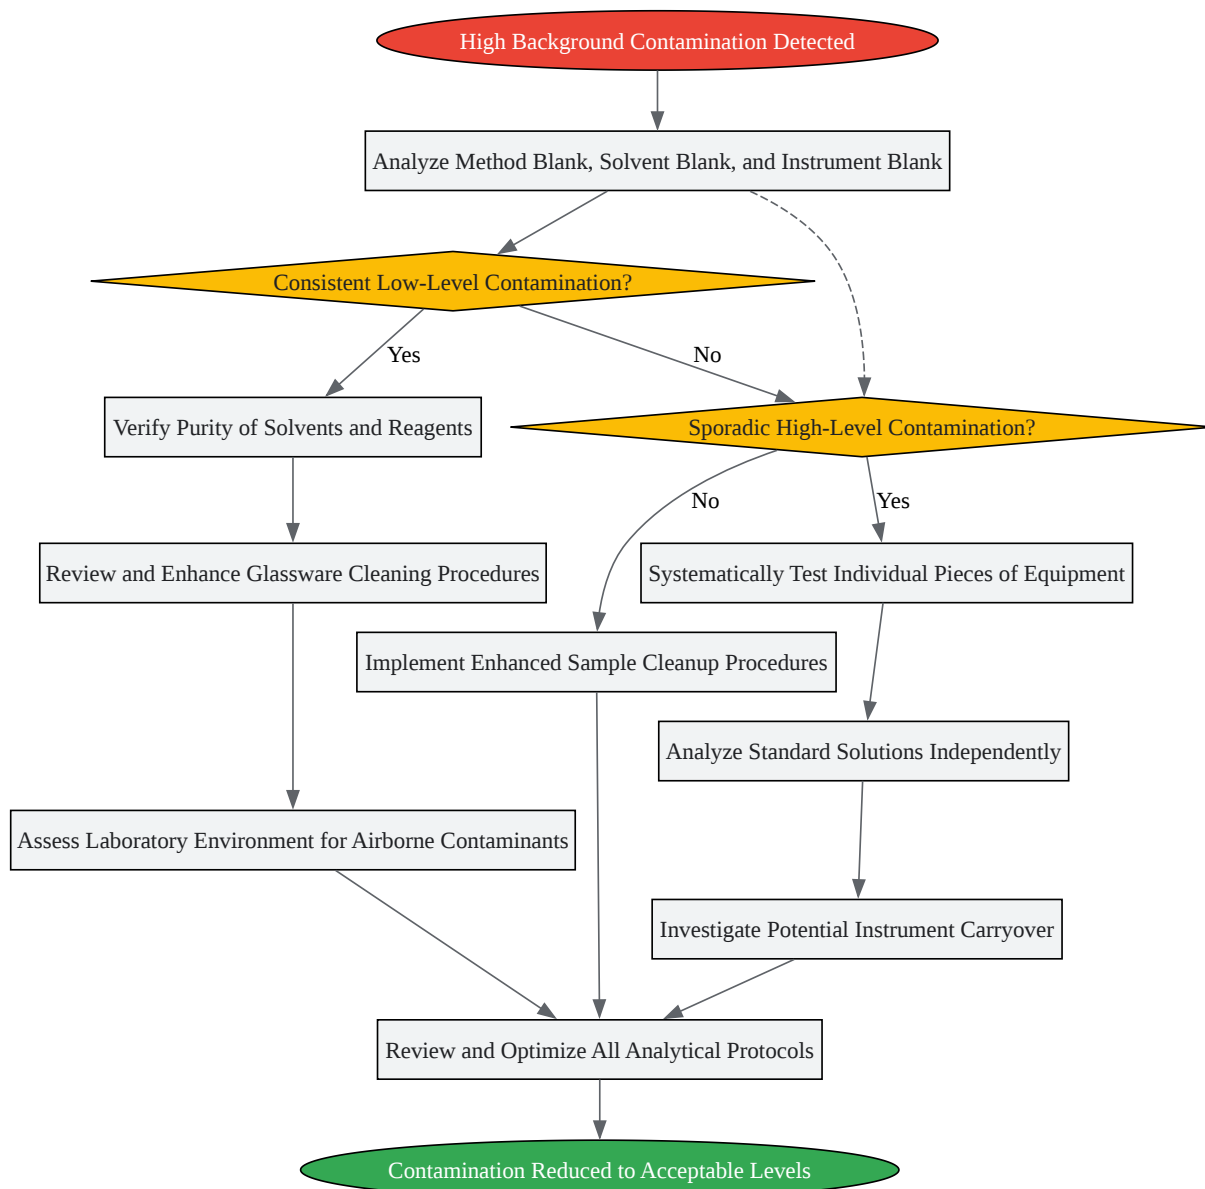 High Background Contamination Detected
Analyze Method Blank, Solvent Blank, and Instrument Blank
Consistent Low-Level Contamination?
Yes
No
Verify Purity of Solvents and Reagents
Sporadic High-Level Contamination?
No
Yes
Review and Enhance Glassware Cleaning Procedures
Systematically Test Individual Pieces of Equipment
Implement Enhanced Sample Cleanup Procedures
Analyze Standard Solutions Independently
Assess Laboratory Environment for Airborne Contaminants
Investigate Potential Instrument Carryover
Review and Optimize All Analytical Protocols
Contamination Reduced to Acceptable Levels